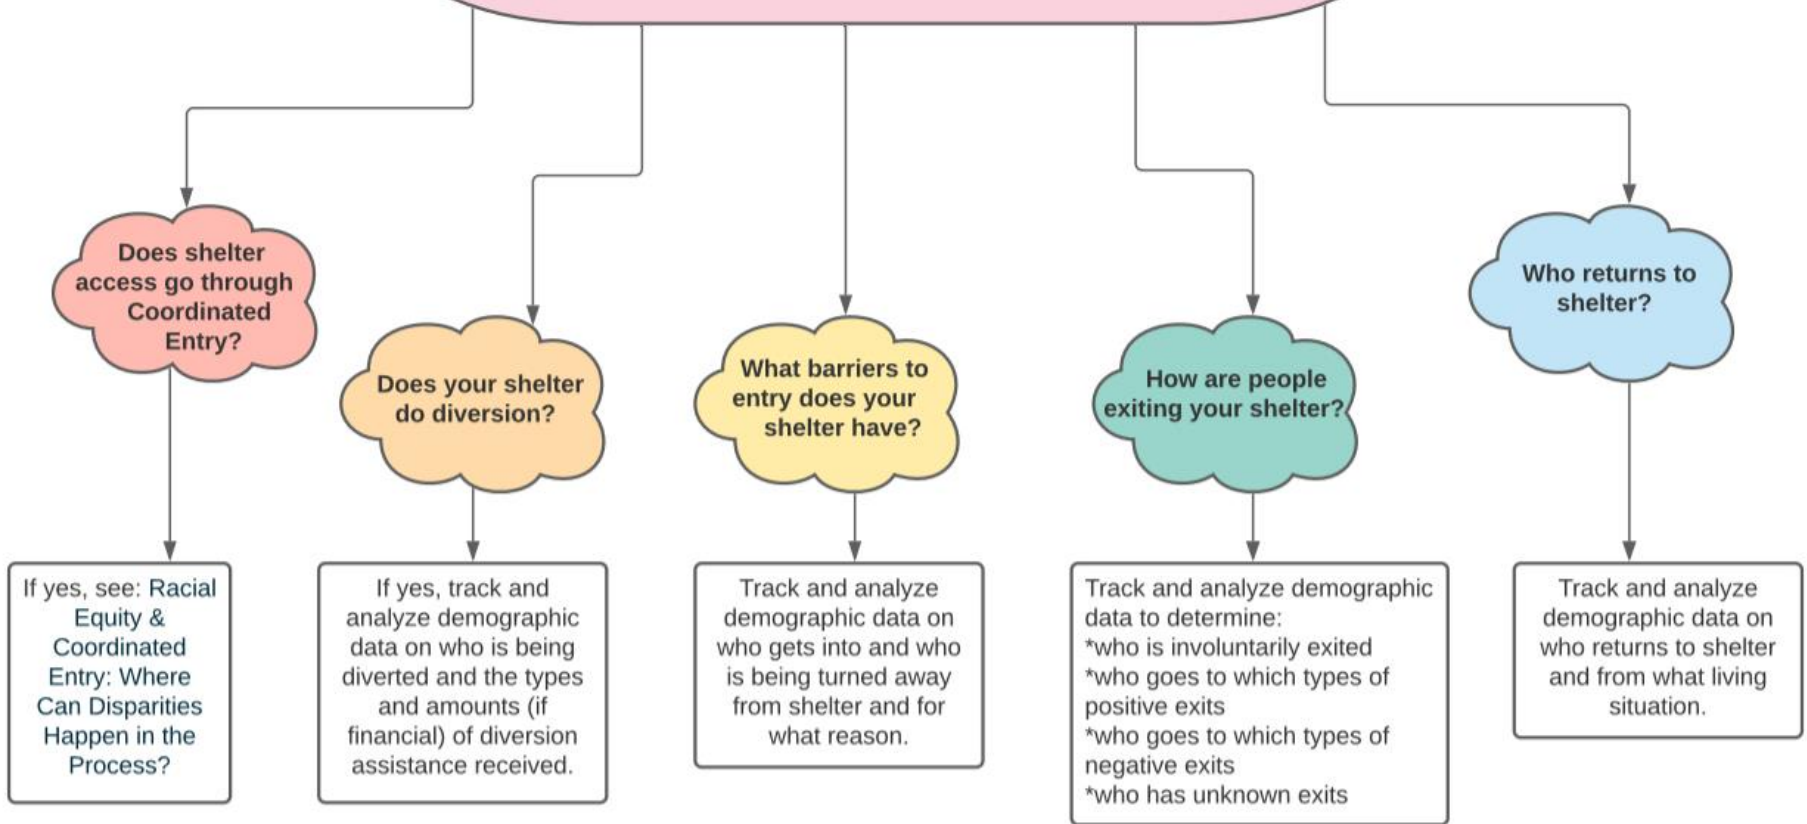 Does shelter
access go through
Coordinated
Entry?
Does your shelter
do diversion?
What barriers to
entry does your
shelter have?
How are people
exiting your shelter?
Who returns to
shelter?
If yes, see: Racial
Equity &
Coordinated
Entry: Where
Can Disparities
Happen in the
Process?
If yes, track and
analyze demographic
data on who is being
diverted and the types
and amounts (if
financial) of diversion
assistance received.
Track and analyze
demographic data on
who gets into and who
is being turned away
from shelter and for
what reason.
Track and analyze demographic
data to determine:
*who is involuntarily exited
*who goes to which types of
positive exits
*who goes to which types of
negative exits
*who has unknown exits
Track and analyze
demographic data on
who returns to shelter
and from what living
situation.